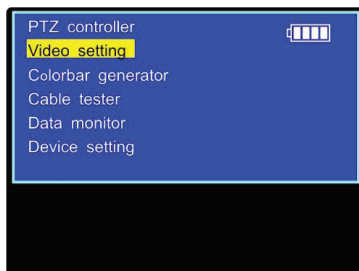 PTZ controller
Video setting
Colorbar generator
Cable tester
Data monitor
Device setting